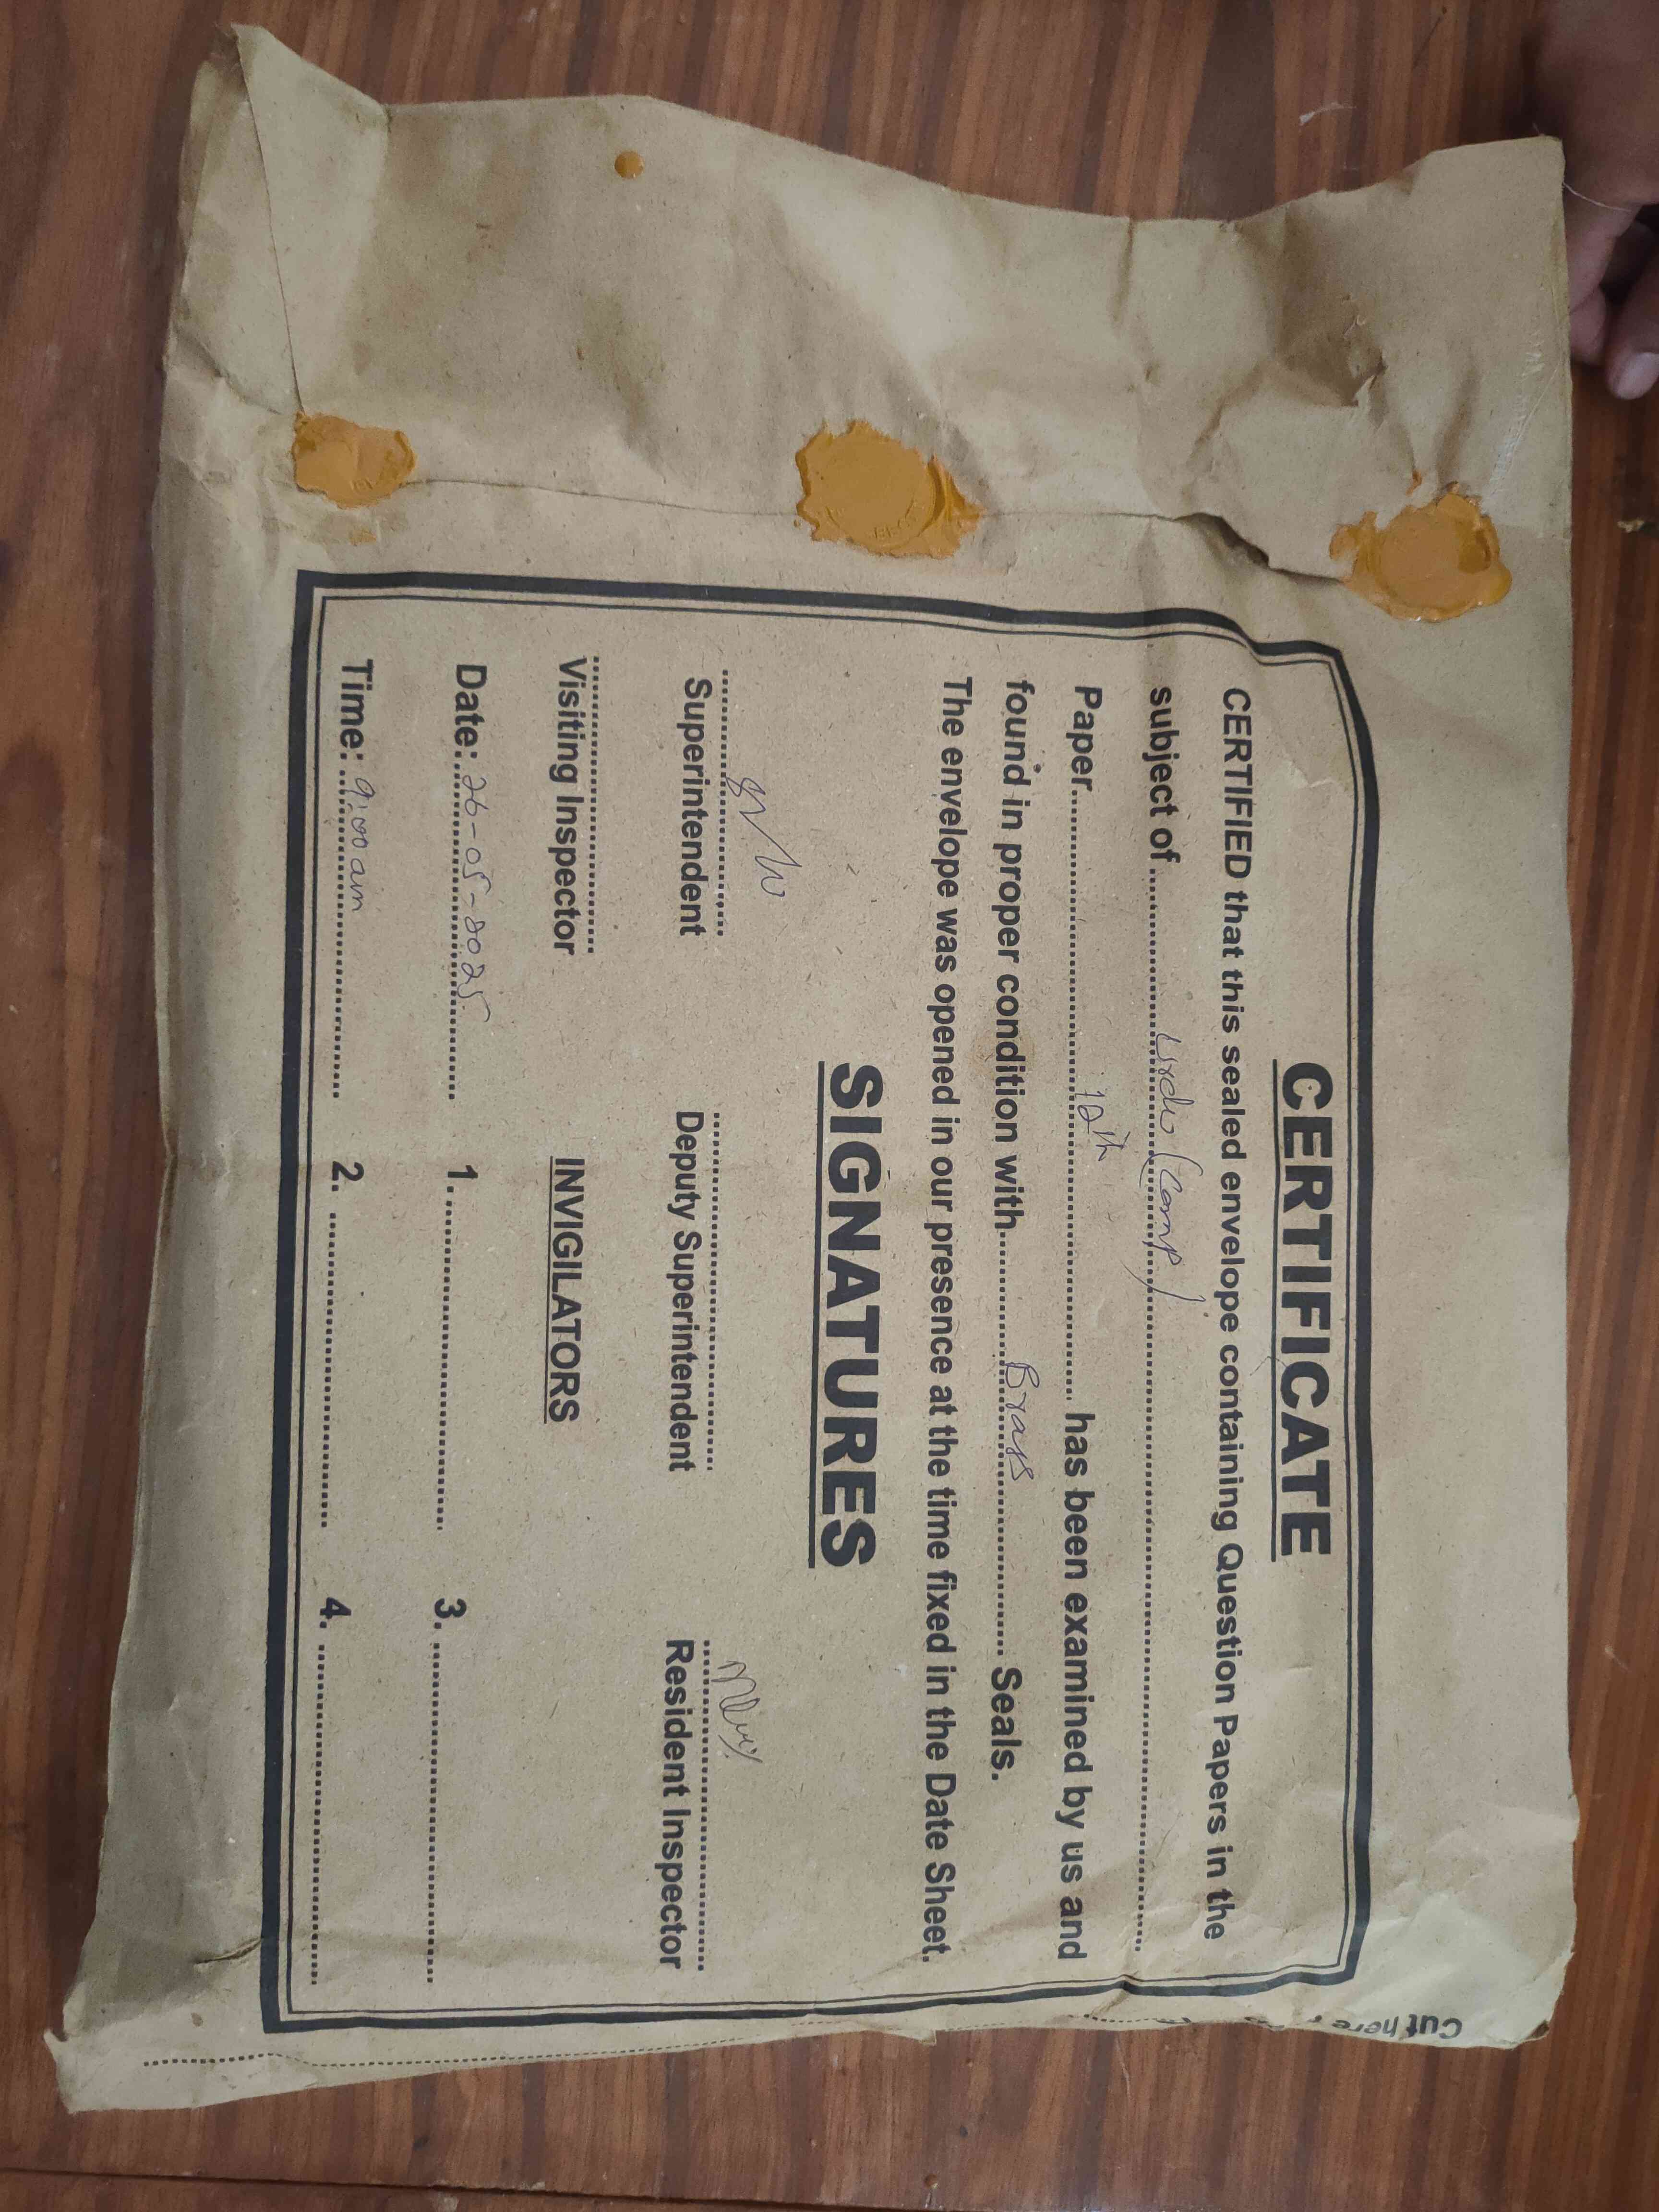 CERTIFICATE
CERTIFIED that this sealed envelope containing Question Papers in the
subject of.......... Urdu (Comp) ..........
Paper.......... 12th .......... has been examined by us and
found in proper condition with.......... Brass .......... Seals.
The envelope was opened in our presence at the time fixed in the Date Sheet.
SIGNATURES
Superintendent Deputy Superintendent Resident Inspector
Visiting Inspector INVIGILATORS
Date: 26-05-2025 1. .......... 3. ..........
Time: 9:00 am 2. .......... 4. ..........
Cut here